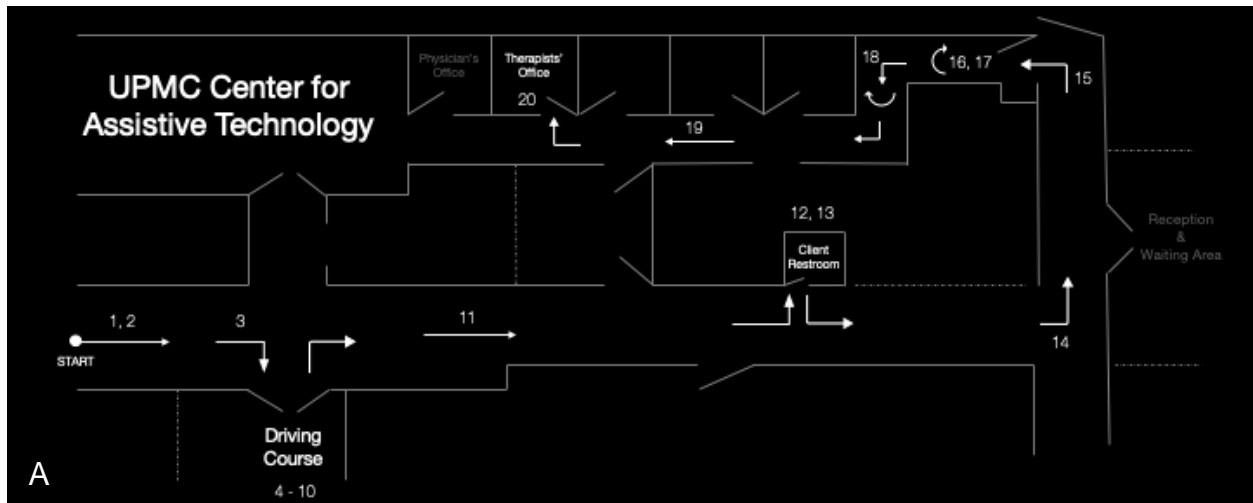 UPMC Center for
Assistive Technology
Physician's
Office
Therapists'
Office
20
18
16, 17
15
19
12, 13
Client
Restroom
Reception
&
Waiting Area
1, 2
3
11
START
14
Driving
Course
4 - 10
A